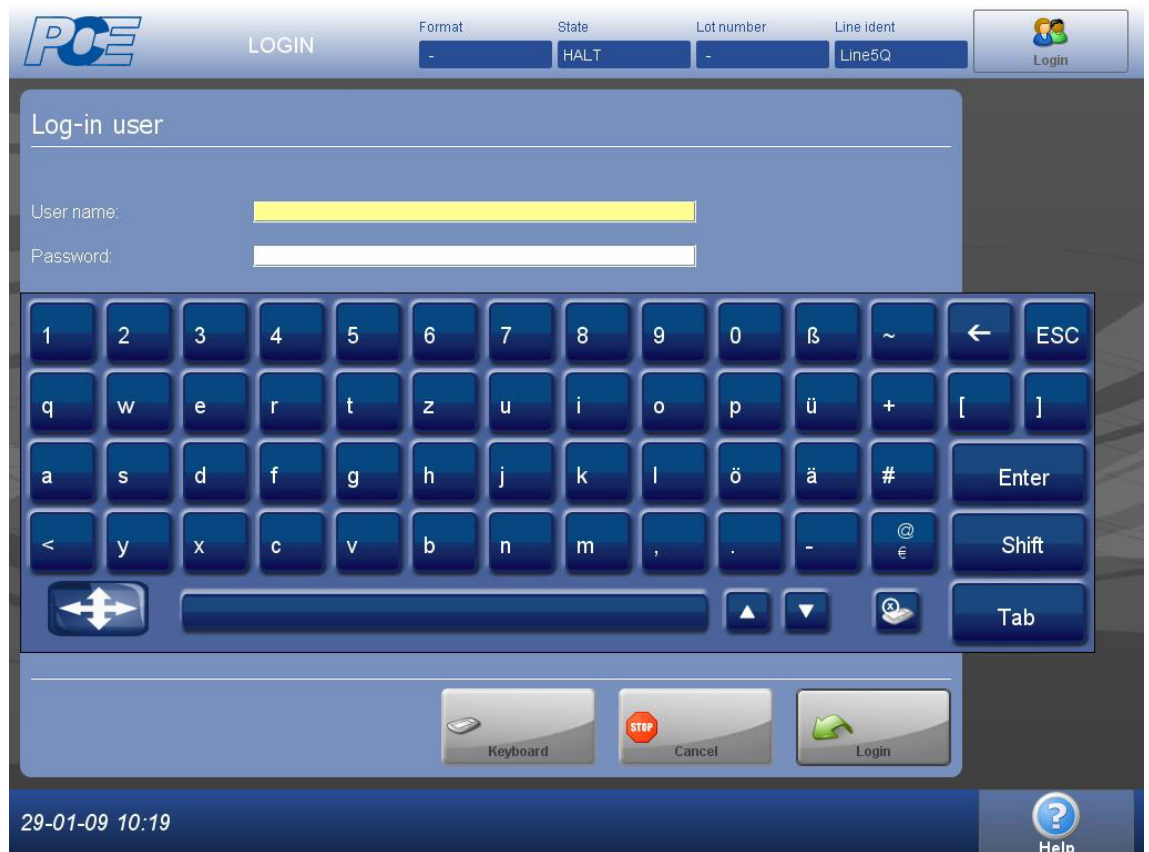 PCE
LOGIN
Format
-
State
HALT
Lot number
-
Line ident
Line5Q
Login
Log-in user
User name:
Password:
1 2 3 4 5 6 7 8 9 0 ß ~ ← ESC
q w e r t z u i o p ü + [ ]
a s d f g h j k l ö ä # Enter
< y x c v b n m , . - @ € Shift
Tab
Keyboard
STOP
Cancel
Login
29-01-09 10:19
?
Help